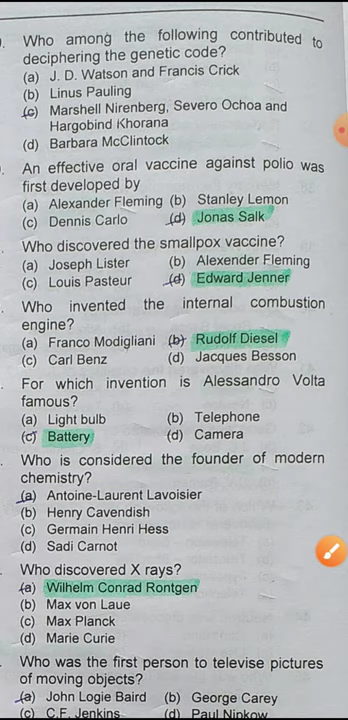 Who among the following contributed to
deciphering the genetic code?
(a) J. D. Watson and Francis Crick
(b) Linus Pauling
(c) Marshell Nirenberg, Severo Ochoa and
Hargobind Khorana
(d) Barbara McClintock
An effective oral vaccine against polio was
first developed by
(a) Alexander Fleming (b) Stanley Lemon
(c) Dennis Carlo (d) Jonas Salk
Who discovered the smallpox vaccine?
(a) Joseph Lister (b) Alexender Fleming
(c) Louis Pasteur (d) Edward Jenner
Who invented the internal combustion
engine?
(a) Franco Modigliani (b) Rudolf Diesel
(c) Carl Benz (d) Jacques Besson
For which invention is Alessandro Volta
famous?
(a) Light bulb (b) Telephone
(c) Battery (d) Camera
Who is considered the founder of modern
chemistry?
(a) Antoine-Laurent Lavoisier
(b) Henry Cavendish
(c) Germain Henri Hess
(d) Sadi Carnot
Who discovered X rays?
(a) Wilhelm Conrad Rontgen
(b) Max von Laue
(c) Max Planck
(d) Marie Curie
Who was the first person to televise pictures
of moving objects?
(a) John Logie Baird (b) George Carey
(c) C.F. Jenkins (d) Paul Nipkow